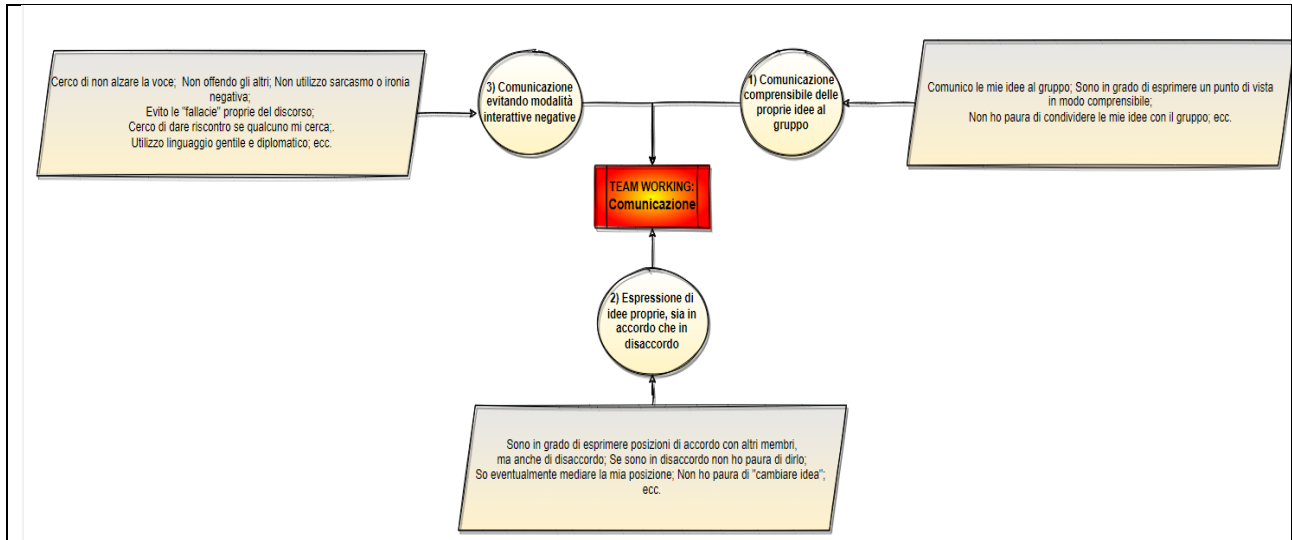 Cerco di non alzare la voce;  Non offendo gli altri; Non utilizzo sarcasmo o ironia
negativa;
Evito le "fallacie" proprie del discorso;
Cerco di dare riscontro se qualcuno mi cerca;.
Utilizzo linguaggio gentile e diplomatico; ecc.
3) Comunicazione
evitando modalità
interattive negative
1) Comunicazione
comprensibile delle
proprie idee al
gruppo
Comunico le mie idee al gruppo; Sono in grado di esprimere un punto di vista
in modo comprensibile;
Non ho paura di condividere le mie idee con il gruppo; ecc.
TEAM WORKING:
Comunicazione
2) Espressione di
idee proprie, sia in
accordo che in
disaccordo
Sono in grado di esprimere posizioni di accordo con altri membri,
ma anche di disaccordo; Se sono in disaccordo non ho paura di dirlo;
So eventualmente mediare la mia posizione; Non ho paura di "cambiare idea";
ecc.